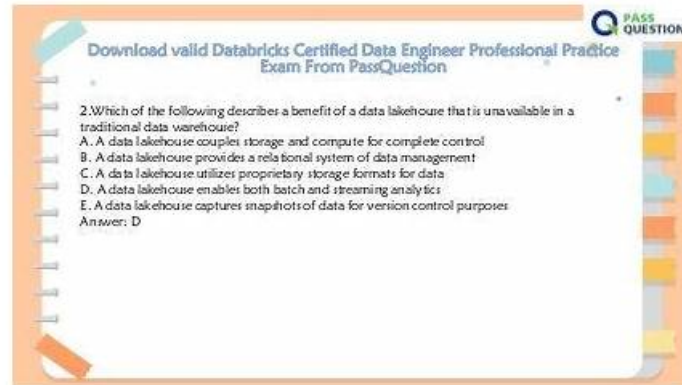 PASS
QUESTION
Download valid Databricks Certified Data Engineer Professional Practice
Exam From PassQuestion
2.Which of the following describes a benefit of a data lakehouse that is unavailable in a
traditional data warehouse?
A. A data lakehouse couples storage and compute for complete control
B. A data lakehouse provides a relational system of data management
C. A data lakehouse utilizes proprietary storage formats for data
D. A data lakehouse enables both batch and streaming analytics
E. A data lakehouse captures snapshots of data for version control purposes
Answer: D